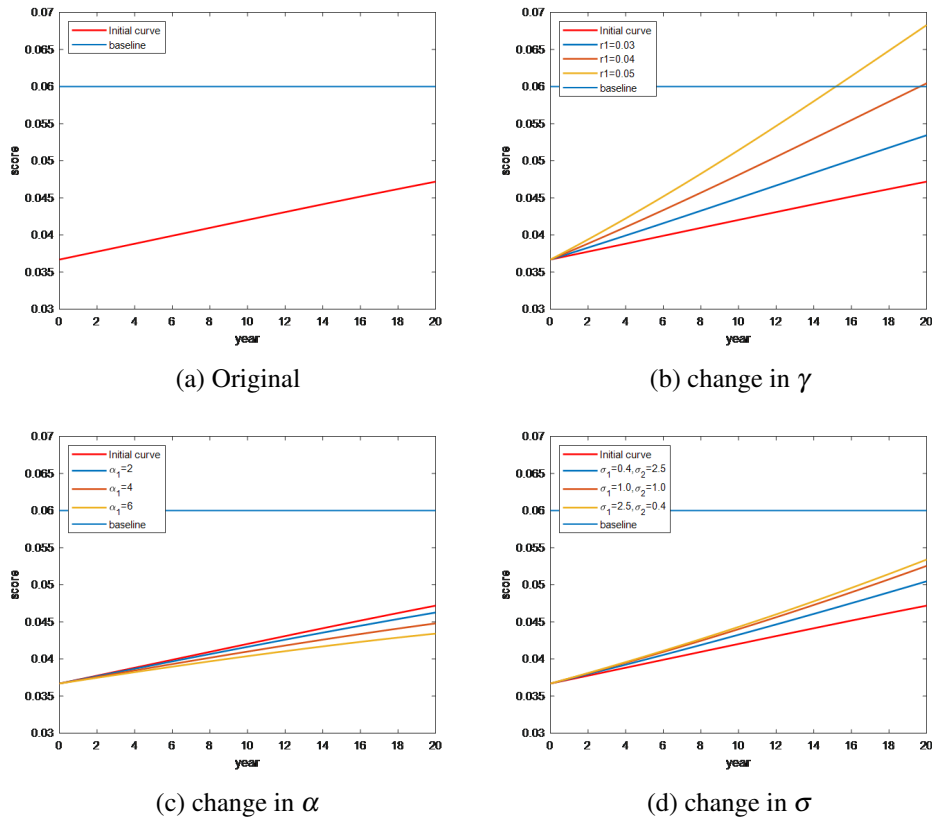 0.07
0.065
0.06
0.055
0.05
0.045
0.04
0.035
0.03
score
Initial curve
baseline
0 2 4 6 8 10 12 14 16 18 20
year
(a) Original
0.07
0.065
0.06
0.055
0.05
0.045
0.04
0.035
0.03
score
Initial curve
r1=0.03
r1=0.04
r1=0.05
baseline
0 2 4 6 8 10 12 14 16 18 20
year
(b) change in γ
0.07
0.065
0.06
0.055
0.05
0.045
0.04
0.035
0.03
score
Initial curve
α₁=2
α₁=4
α₁=6
baseline
0 2 4 6 8 10 12 14 16 18 20
year
(c) change in α
0.07
0.065
0.06
0.055
0.05
0.045
0.04
0.035
0.03
score
Initial curve
σ₁=0.4,σ₂=2.5
σ₁=1.0,σ₂=1.0
σ₁=2.5,σ₂=0.4
baseline
0 2 4 6 8 10 12 14 16 18 20
year
(d) change in σ